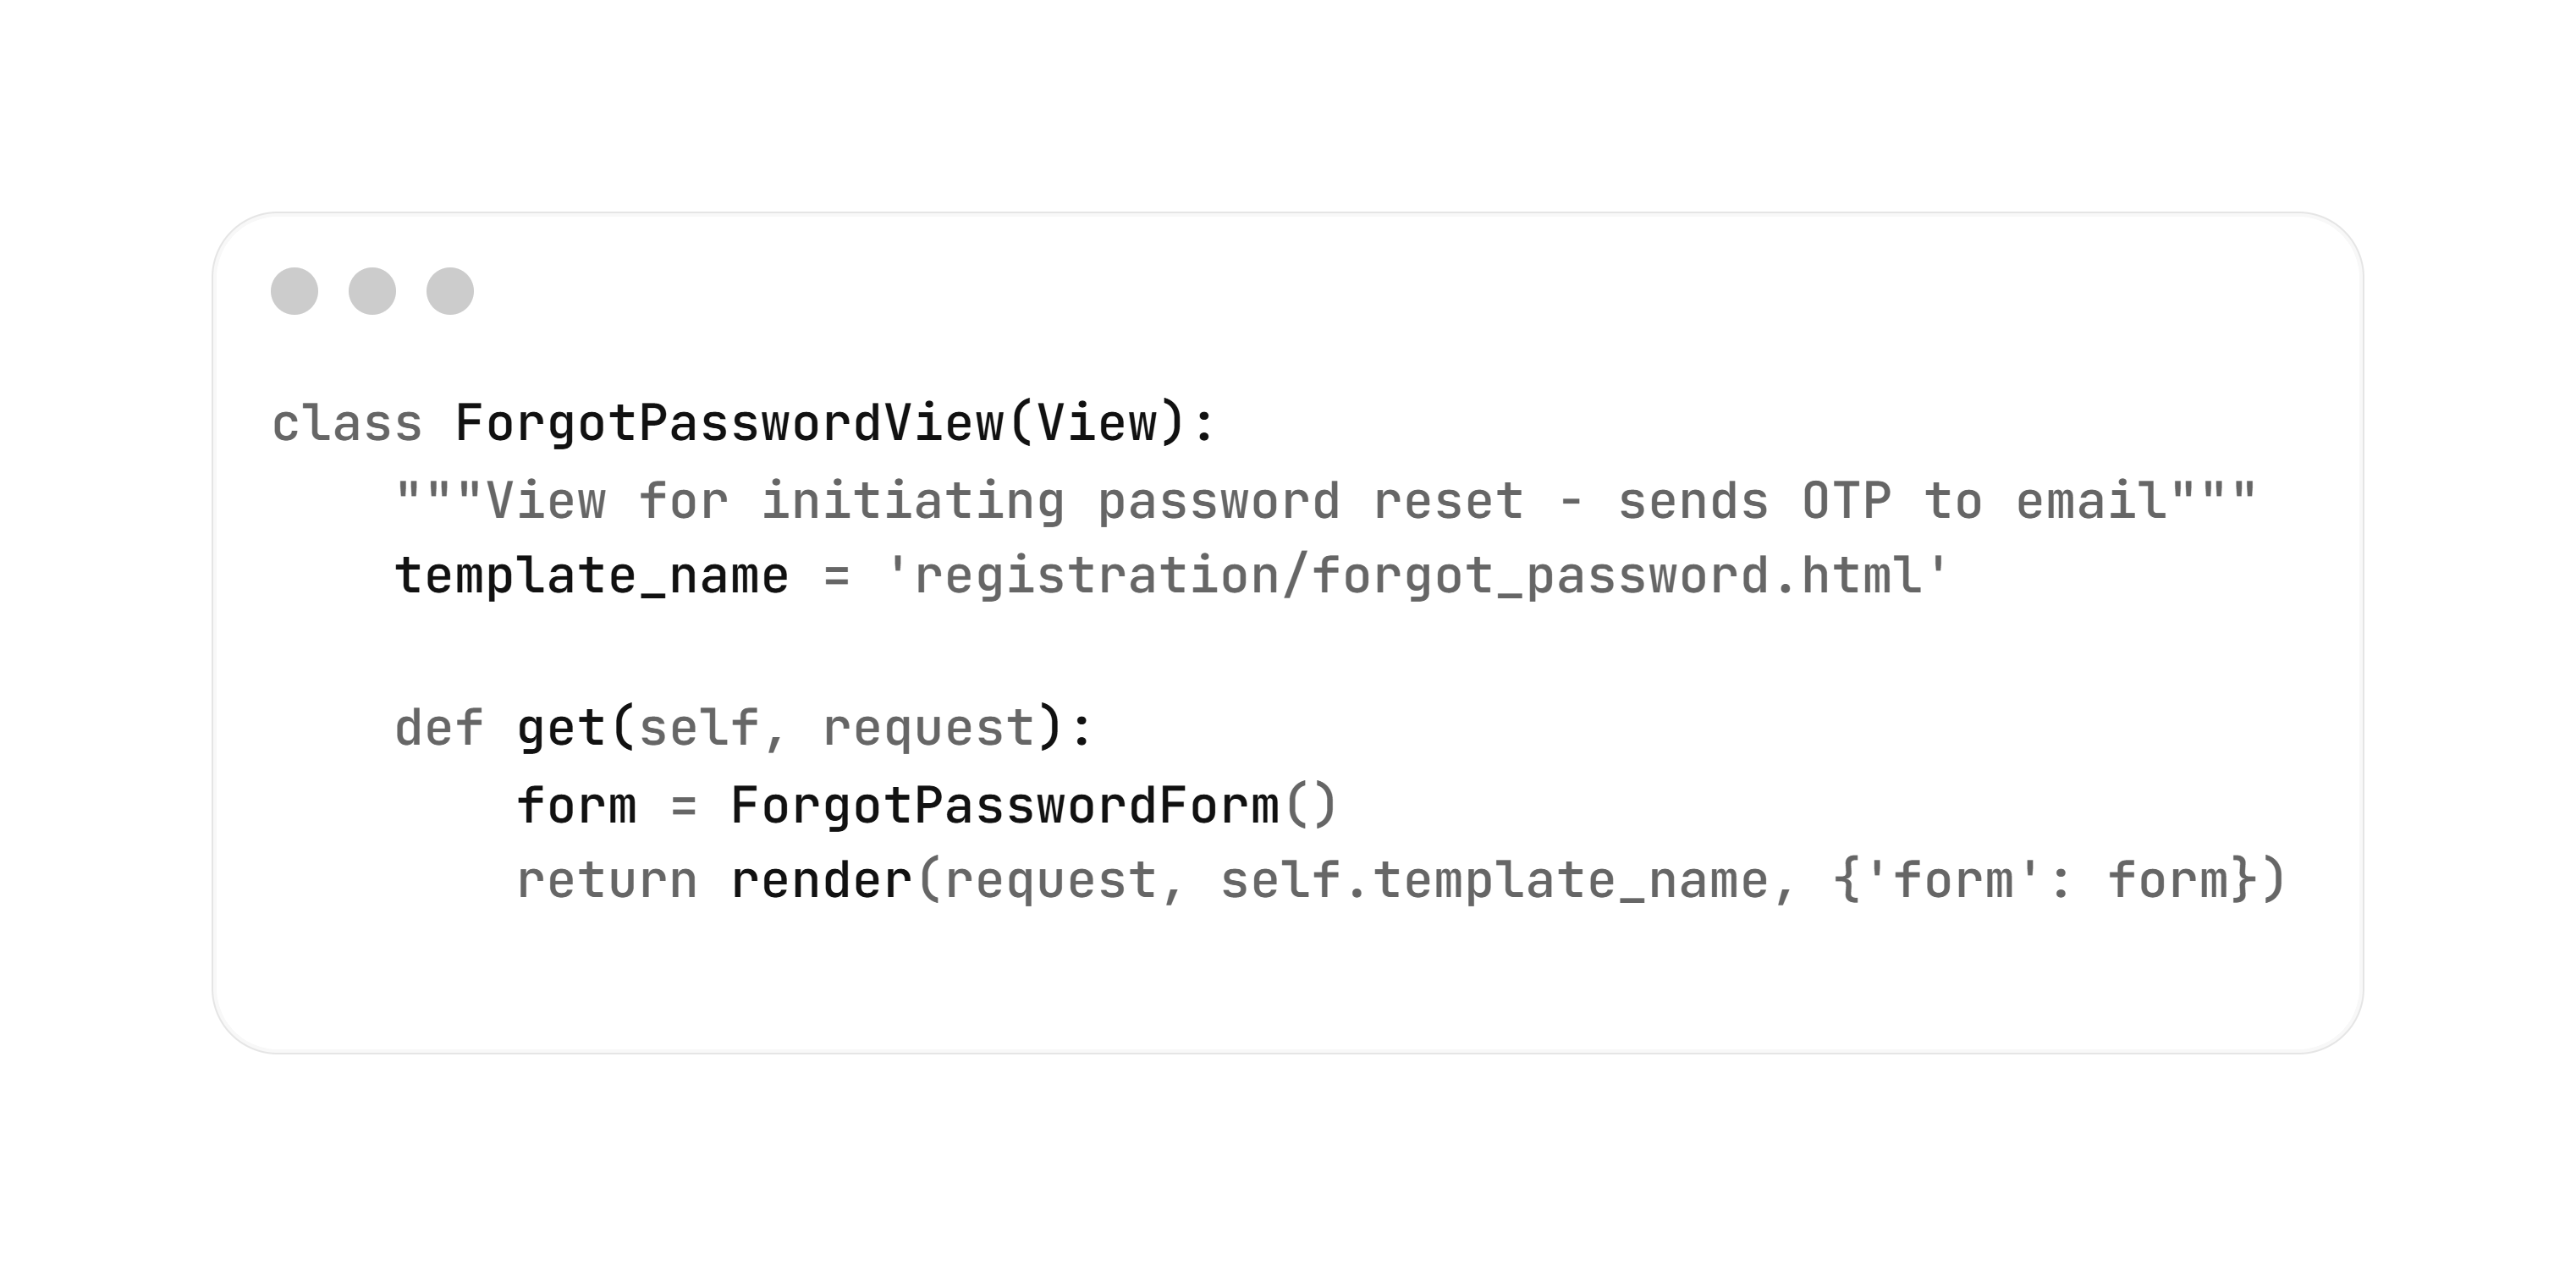 class ForgotPasswordView(View):
    """View for initiating password reset - sends OTP to email"""
    template_name = 'registration/forgot_password.html'

    def get(self, request):
        form = ForgotPasswordForm()
        return render(request, self.template_name, {'form': form})